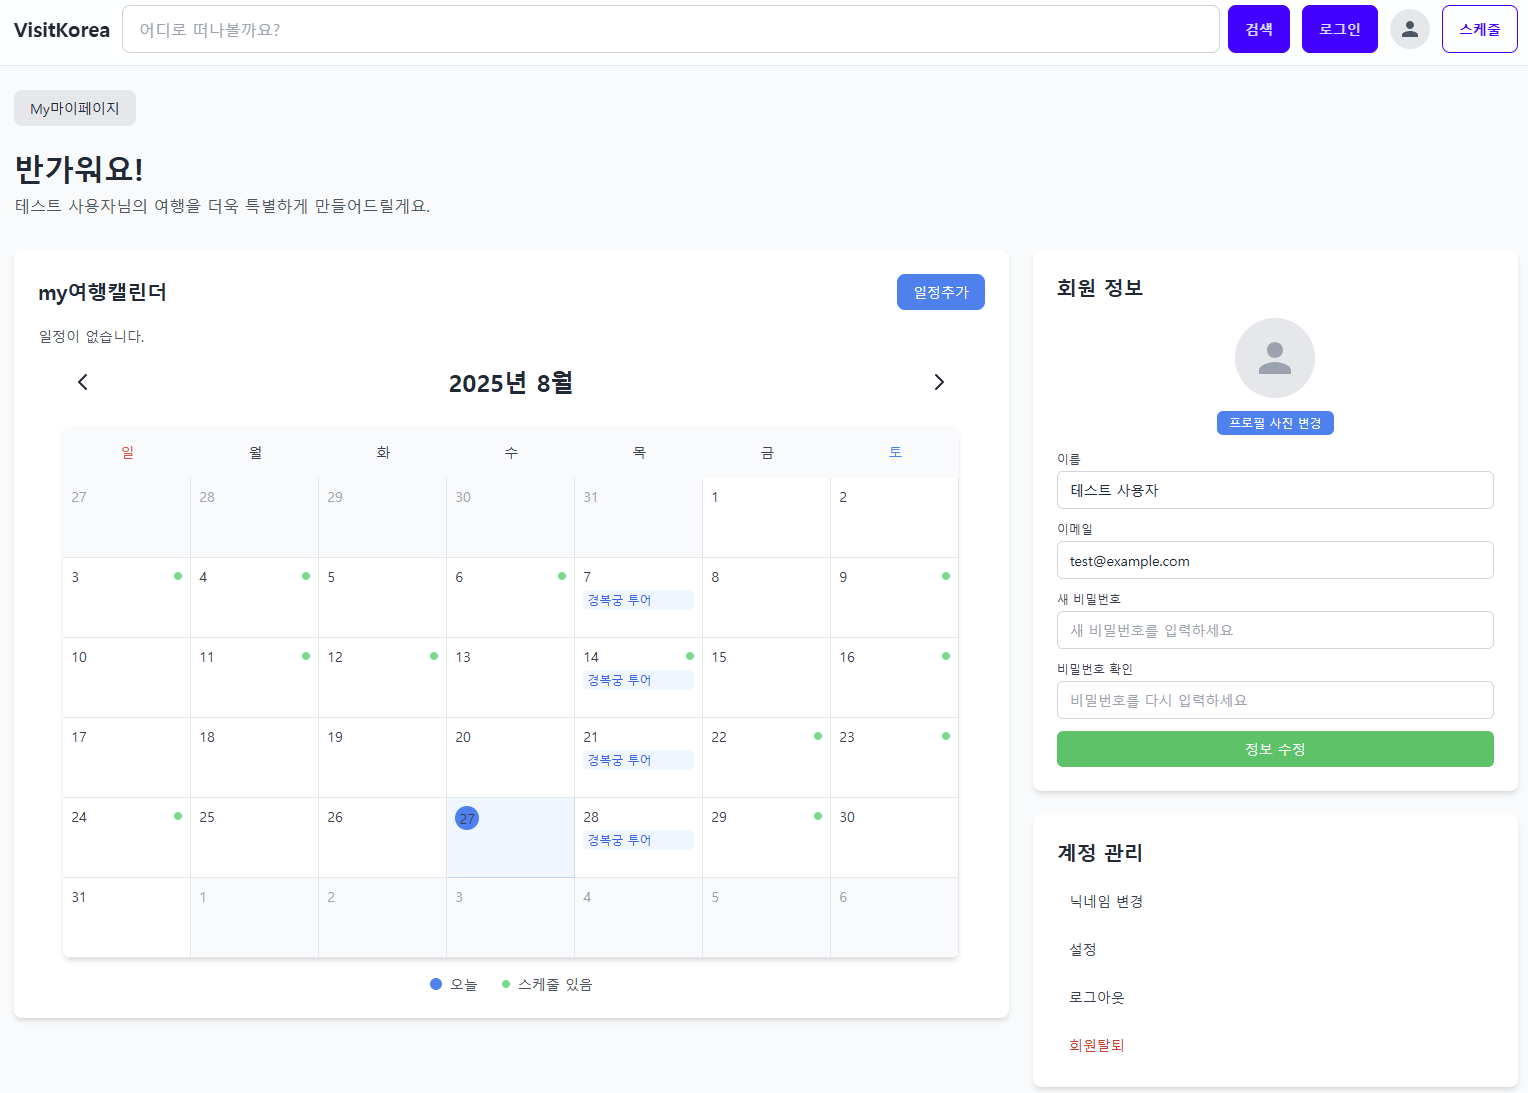 VisitKorea 어디로 떠나볼까요? 검색 로그인 스케줄
My마이페이지
반가워요!
테스트 사용자님의 여행을 더욱 특별하게 만들어드릴게요.
my여행캘린더 일정추가
일정이 없습니다.
2025년 8월
일 월 화 수 목 금 토
27 28 29 30 31 1 2
3 4 5 6 7 8 9
경복궁 투어
10 11 12 13 14 15 16
경복궁 투어
17 18 19 20 21 22 23
경복궁 투어
24 25 26 27 28 29 30
경복궁 투어
31 1 2 3 4 5 6
오늘 스케줄 있음
회원 정보
프로필 사진 변경
이름
테스트 사용자
이메일
test@example.com
새 비밀번호
새 비밀번호를 입력하세요
비밀번호 확인
비밀번호를 다시 입력하세요
정보 수정
계정 관리
닉네임 변경
설정
로그아웃
회원탈퇴